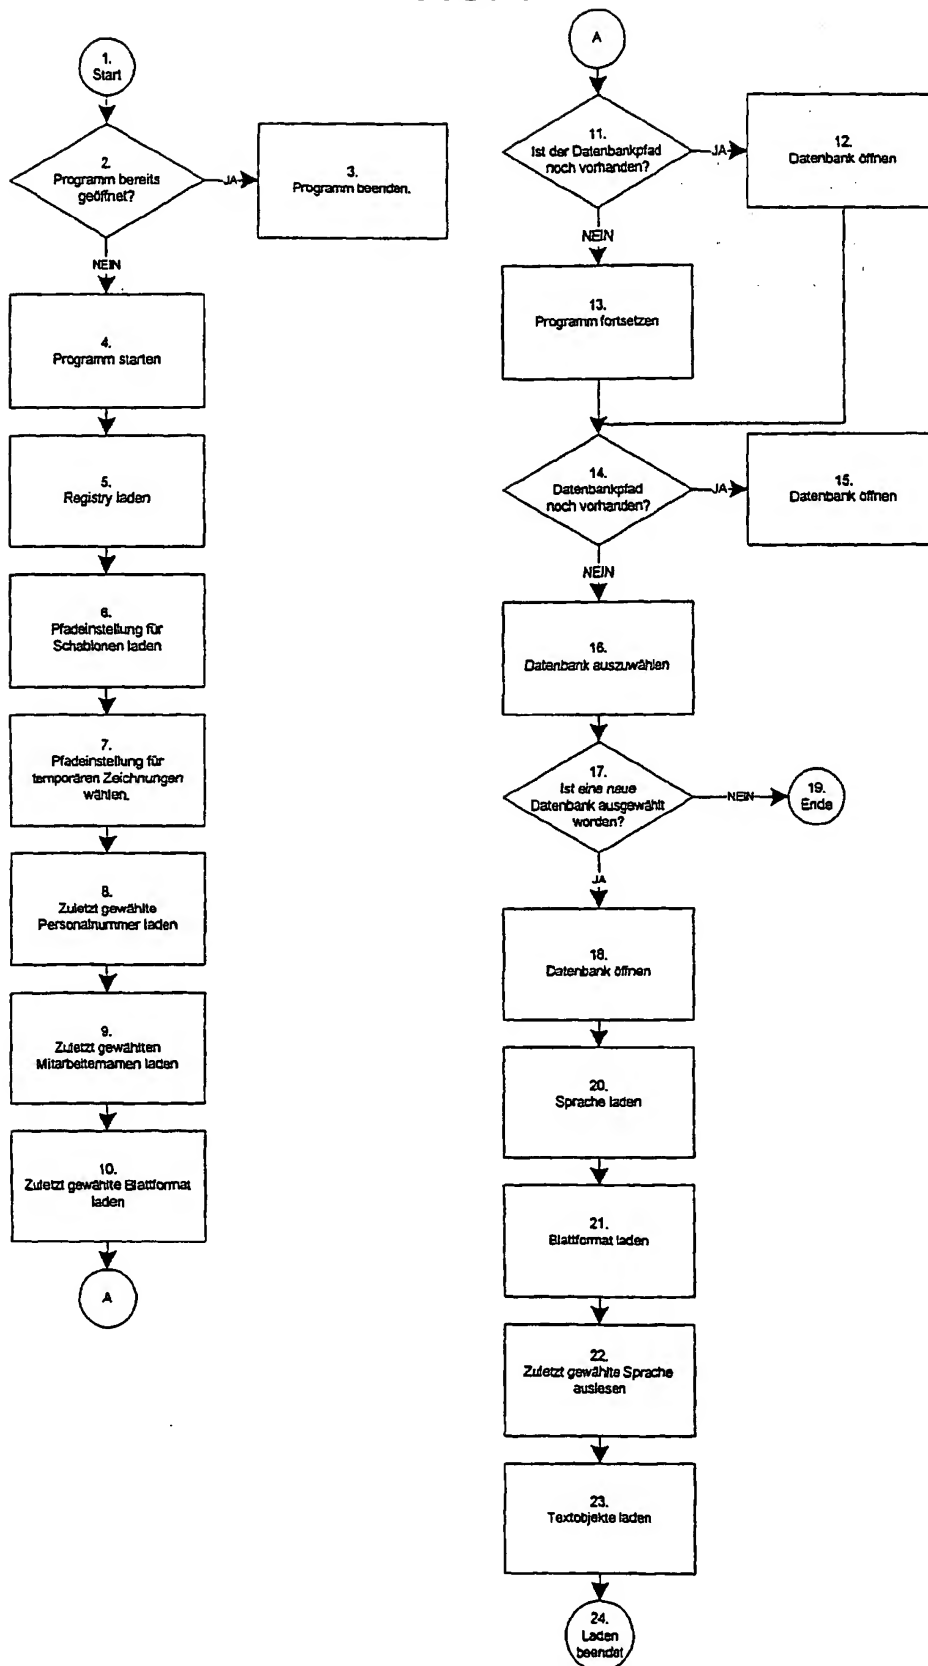 1.
Start
2.
Programm bereits
geöffnet?
JA
3.
Programm beenden.
NEIN
4.
Programm starten
5.
Registry laden
6.
Pfadeinstellung für
Schablonen laden
7.
Pfadeinstellung für
temporären Zeichnungen
wählen.
8.
Zuletzt gewählte
Personalnummer laden
9.
Zuletzt gewählten
Mitarbeiternamen laden
10.
Zuletzt gewählte Blattformat
laden
A
A
11.
Ist der Datenbankpfad
noch vorhanden?
JA
12.
Datenbank öffnen
NEIN
13.
Programm fortsetzen
14.
Datenbankpfad
noch vorhanden?
JA
15.
Datenbank öffnen
NEIN
16.
Datenbank auszuwählen
17.
Ist eine neue
Datenbank ausgewählt
worden?
NEIN
19.
Ende
JA
18.
Datenbank öffnen
20.
Sprache laden
21.
Blattformat laden
22.
Zuletzt gewählte Sprache
auslesen
23.
Textobjekte laden
24.
Laden
beendet